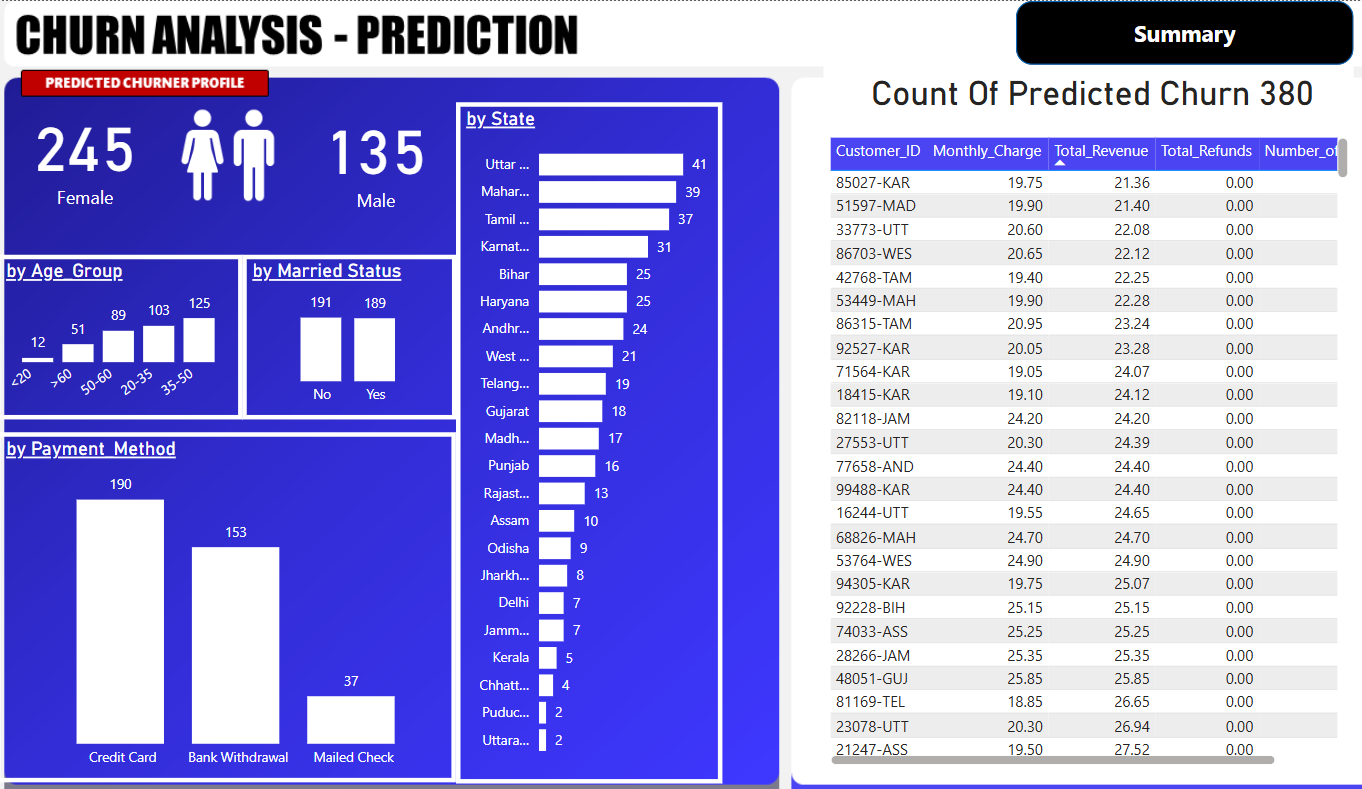 CHURN ANALYSIS - PREDICTION
Summary
PREDICTED CHURNER PROFILE
245
Female
135
Male
by Age_Group
12
51
89
103
125
<20
>60
50-60
20-35
35-50
by Married Status
191
189
No
Yes
by Payment_Method
190
153
37
Credit Card
Bank Withdrawal
Mailed Check
by State
Uttar ... 41
Mahar... 39
Tamil ... 37
Karnat... 31
Bihar 25
Haryana 25
Andhr... 24
West ... 21
Telang... 19
Gujarat 18
Madh... 17
Punjab 16
Rajast... 13
Assam 10
Odisha 9
Jharkh... 8
Delhi 7
Jamm... 7
Kerala 5
Chhatt... 4
Puduc... 2
Uttara... 2
Count Of Predicted Churn 380
Customer_ID Monthly_Charge Total_Revenue Total_Refunds Number_of
85027-KAR 19.75 21.36 0.00
51597-MAD 19.90 21.40 0.00
33773-UTT 20.60 22.08 0.00
86703-WES 20.65 22.12 0.00
42768-TAM 19.40 22.25 0.00
53449-MAH 19.90 22.28 0.00
86315-TAM 20.95 23.24 0.00
92527-KAR 20.05 23.28 0.00
71564-KAR 19.05 24.07 0.00
18415-KAR 19.10 24.12 0.00
82118-JAM 24.20 24.20 0.00
27553-UTT 20.30 24.39 0.00
77658-AND 24.40 24.40 0.00
99488-KAR 24.40 24.40 0.00
16244-UTT 19.55 24.65 0.00
68826-MAH 24.70 24.70 0.00
53764-WES 24.90 24.90 0.00
94305-KAR 19.75 25.07 0.00
92228-BIH 25.15 25.15 0.00
74033-ASS 25.25 25.25 0.00
28266-JAM 25.35 25.35 0.00
48051-GUJ 25.85 25.85 0.00
81169-TEL 18.85 26.65 0.00
23078-UTT 20.30 26.94 0.00
21247-ASS 19.50 27.52 0.00